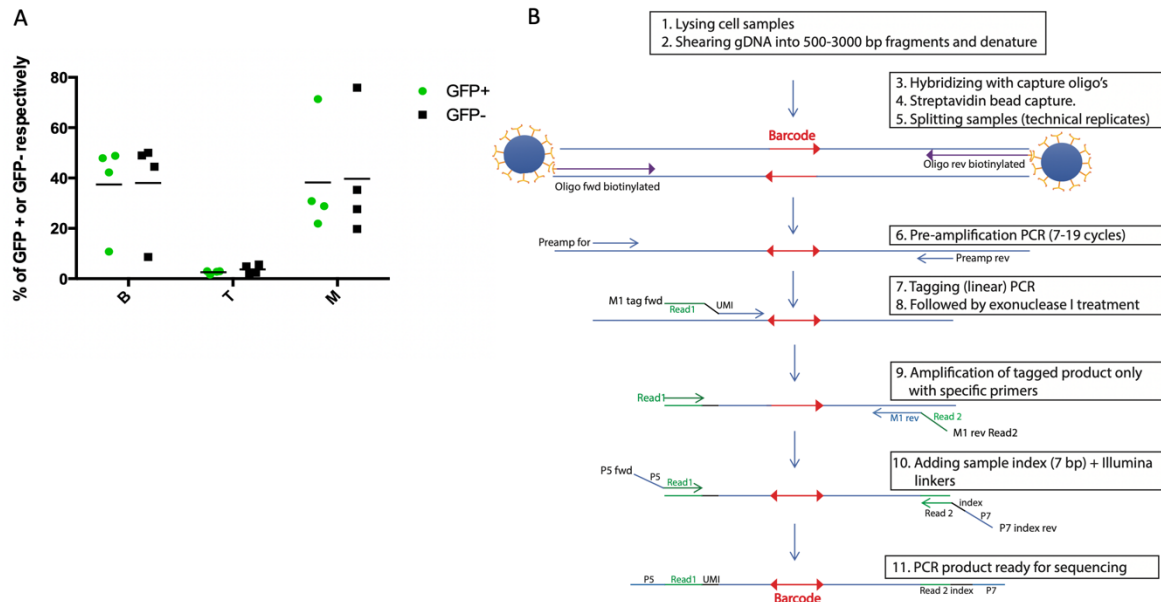 A
% of GFP + or GFP- respectively
80
60
40
20
0
B
T
M
GFP+
GFP-
B
1. Lysing cell samples
2. Shearing gDNA into 500-3000 bp fragments and denature
3. Hybridizing with capture oligo's
4. Streptavidin bead capture.
5. Splitting samples (technical replicates)
Barcode
Oligo fwd biotinylated
Oligo rev biotinylated
6. Pre-amplification PCR (7-19 cycles)
Preamp for
Preamp rev
7. Tagging (linear) PCR
8. Followed by exonuclease I treatment
M1 tag fwd
Read1
UMI
9. Amplification of tagged product only
with specific primers
Read1
M1 rev
Read 2
M1 rev Read2
10. Adding sample index (7 bp) + Illumina
linkers
P5 fwd
P5
Read1
Read 2
index
P7
P7 index rev
11. PCR product ready for sequencing
P5
Read1
UMI
Barcode
Read 2 index
P7